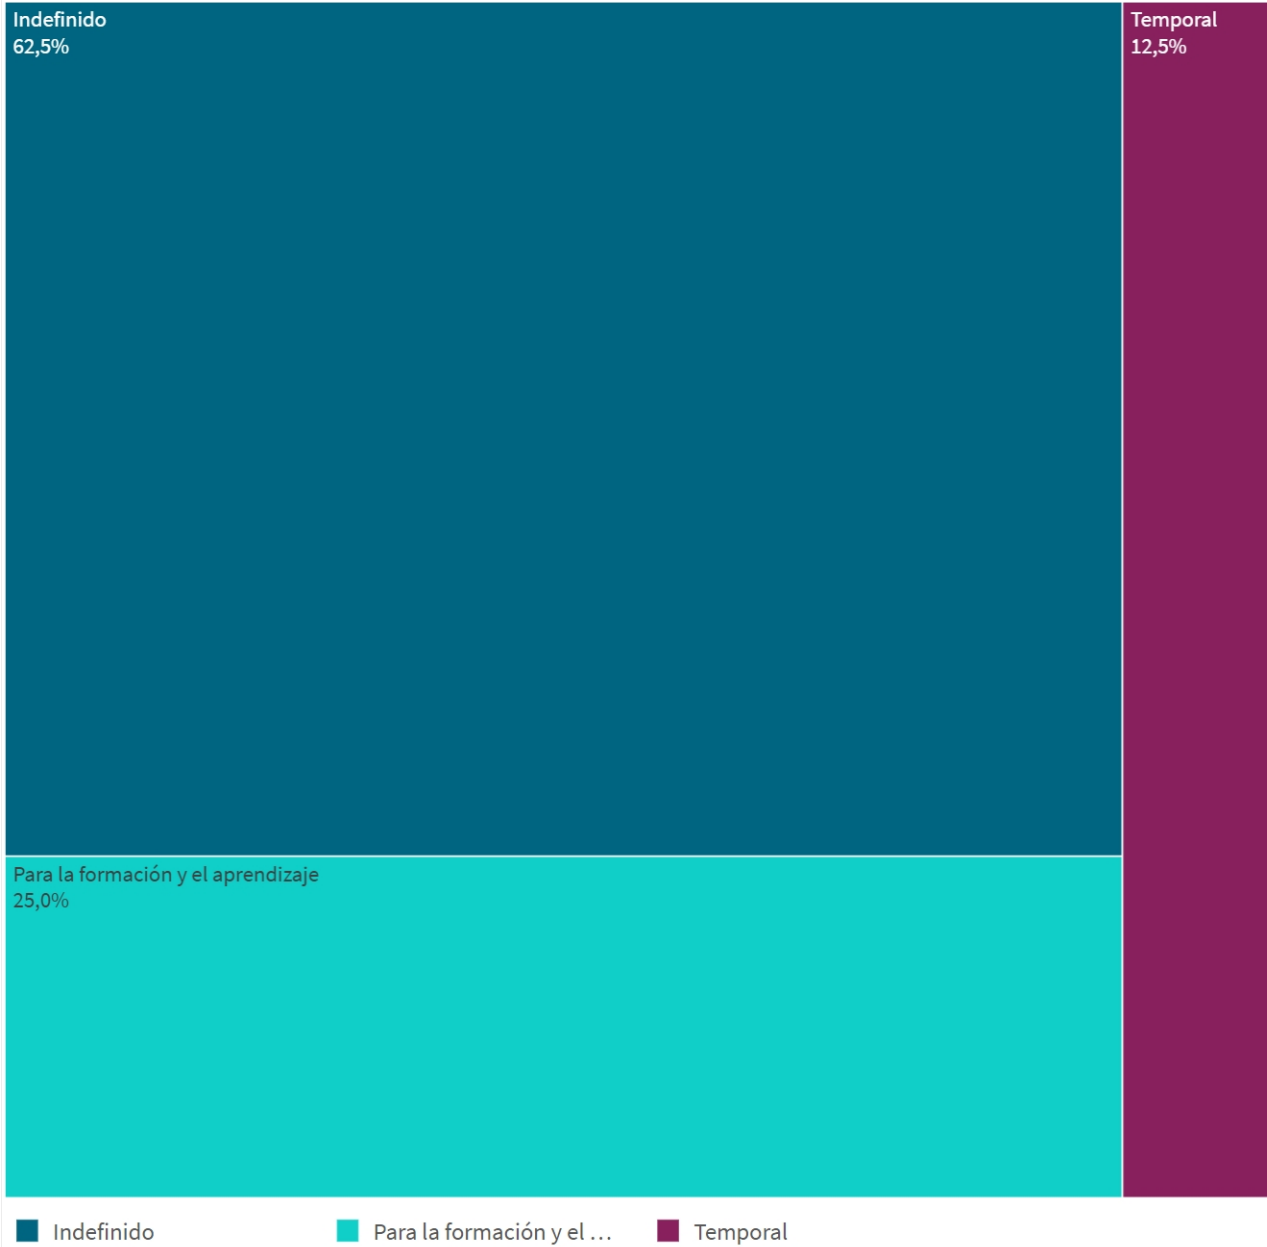 Indefinido
62,5%
Temporal
12,5%
Para la formación y el aprendizaje
25,0%
Indefinido
Para la formación y el …
Temporal